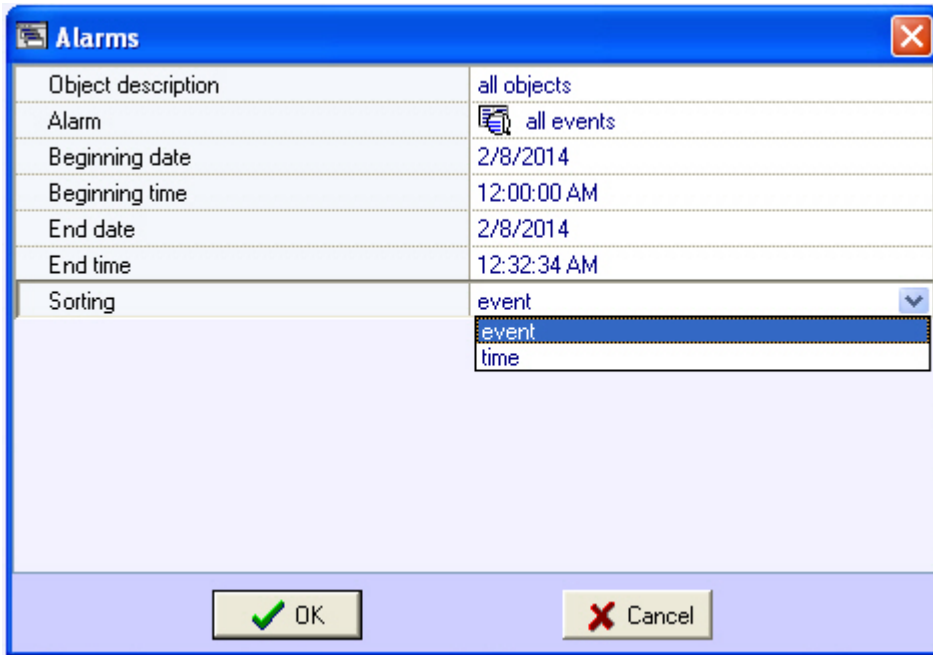 Alarms
Object description all objects
Alarm all events
Beginning date 2/8/2014
Beginning time 12:00:00 AM
End date 2/8/2014
End time 12:32:34 AM
Sorting event
event
time
OK Cancel